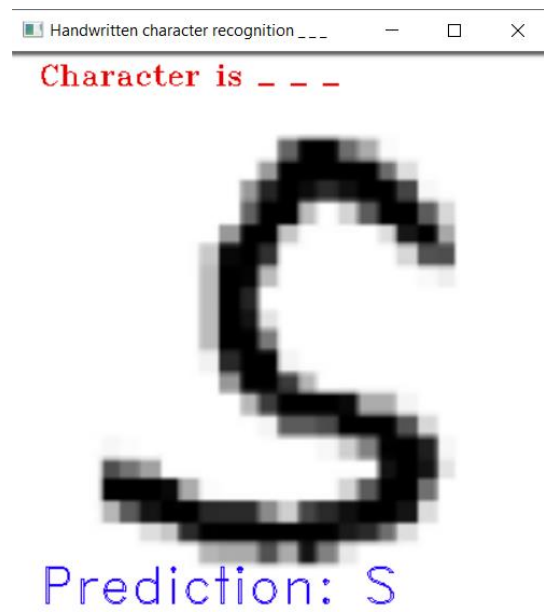 Handwritten character recognition _ _ _
Character is _ _ _
S
Prediction: S